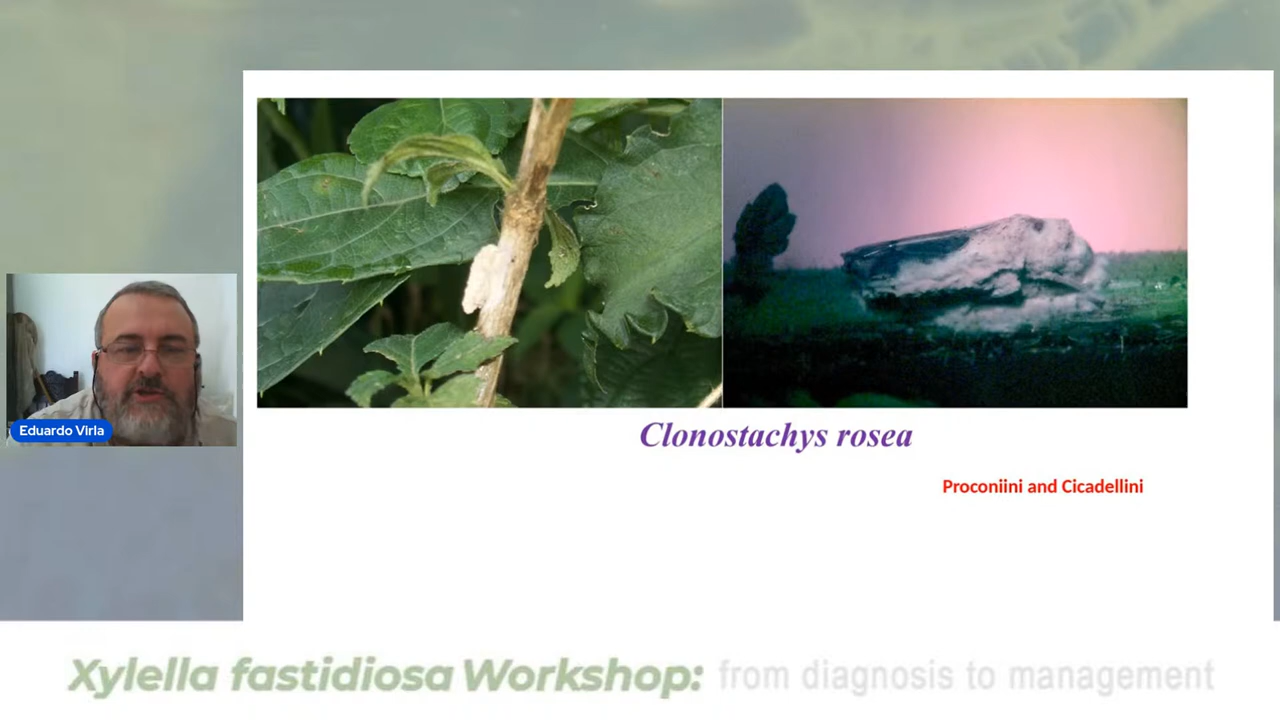 Clonostachys rosea
Proconiini and Cicadellini
Eduardo Virla
Xylella fastidiosa Workshop: from diagnosis to management